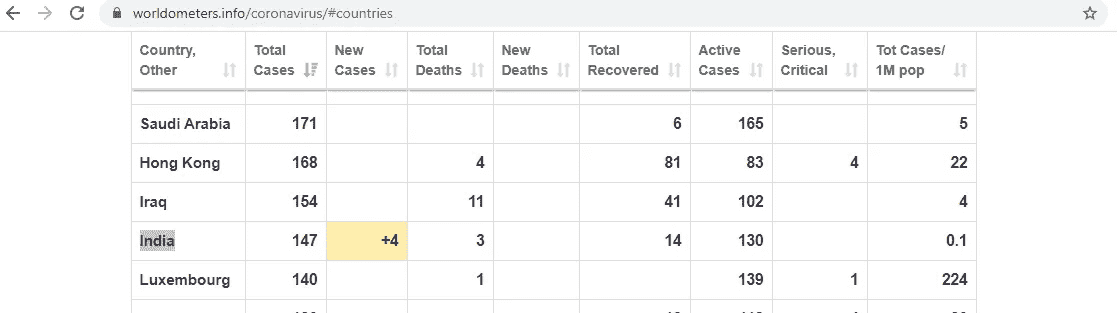 worldometers.info/coronavirus/#countries
Country, Other Total Cases New Cases Total Deaths New Deaths Total Recovered Active Cases Serious, Critical Tot Cases/ 1M pop
Saudi Arabia 171 6 165 5
Hong Kong 168 4 81 83 4 22
Iraq 154 11 41 102 4
India 147 +4 3 14 130 0.1
Luxembourg 140 1 139 1 224